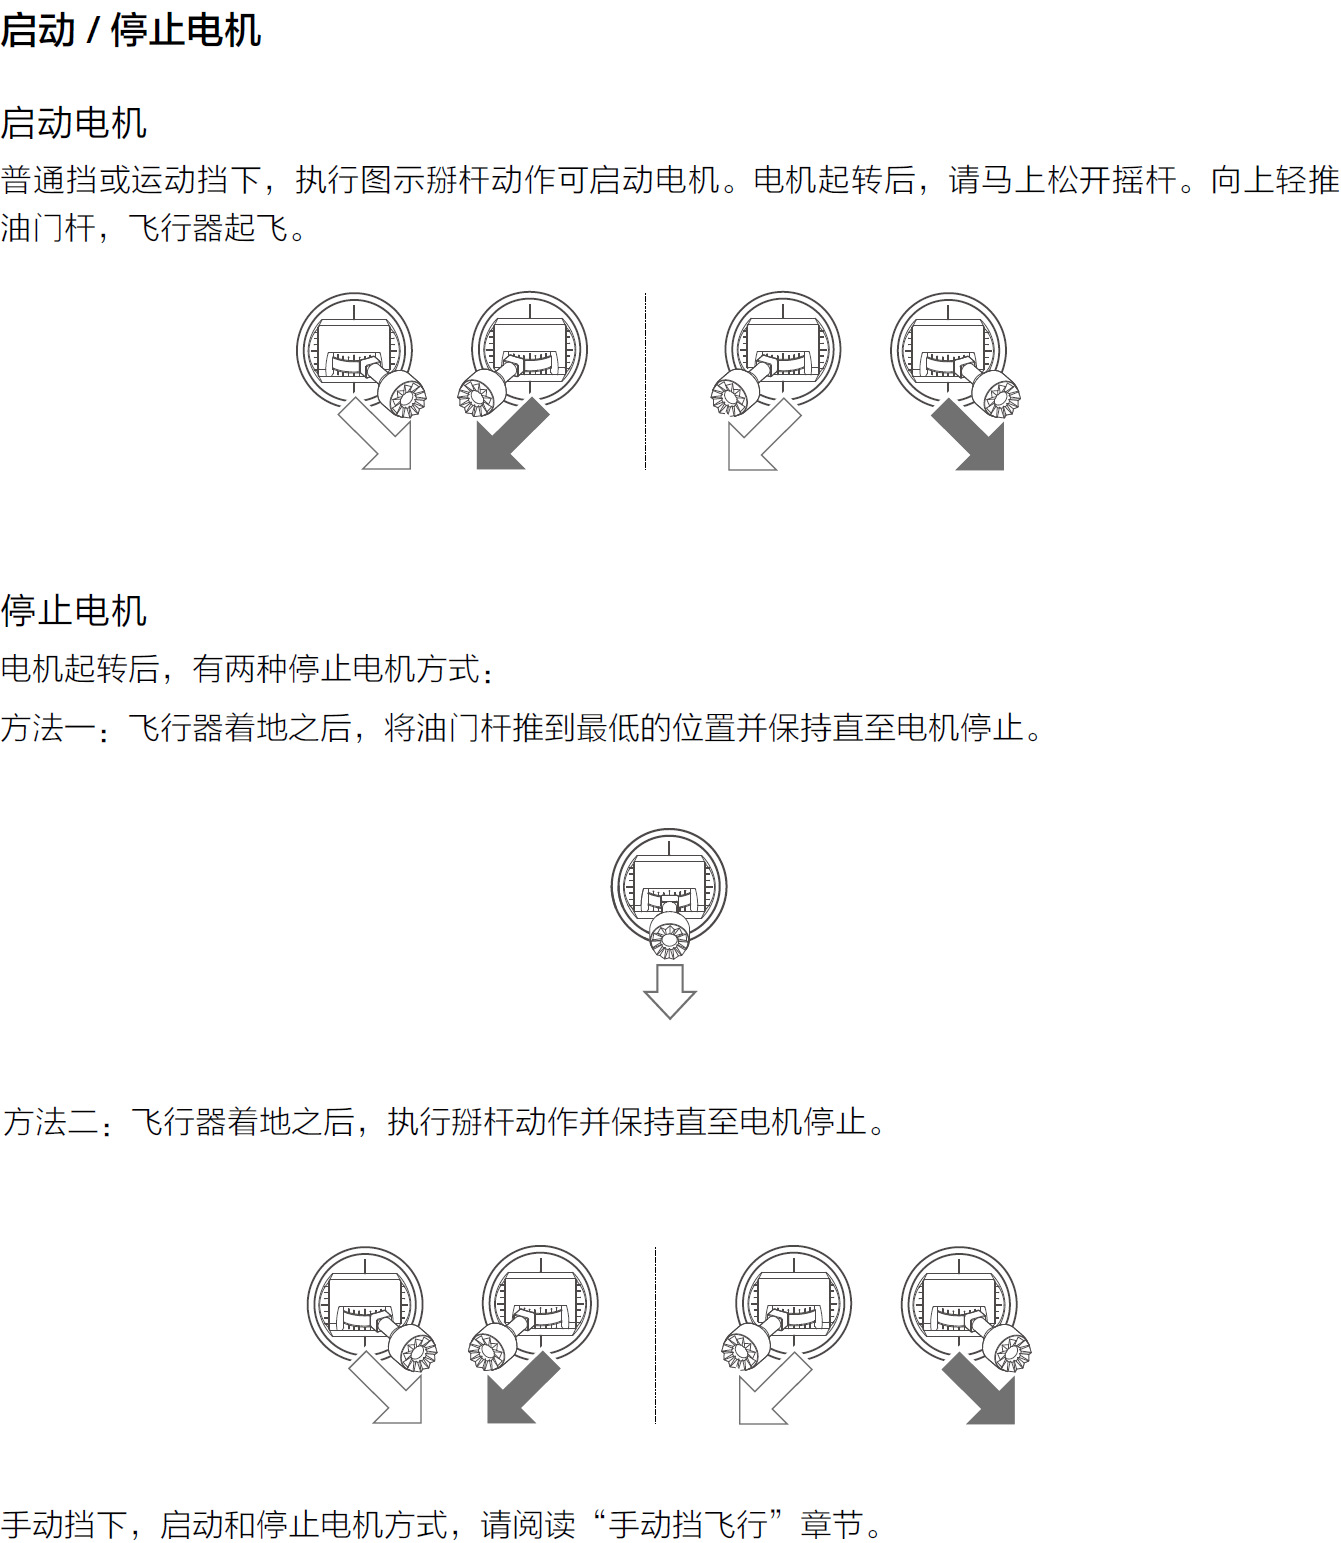 启动 / 停止电机
启动电机
普通挡或运动挡下，执行图示掰杆动作可启动电机。电机起转后，请马上松开摇杆。向上轻推
油门杆，飞行器起飞。
停止电机
电机起转后，有两种停止电机方式：
方法一：飞行器着地之后，将油门杆推到最低的位置并保持直至电机停止。
方法二：飞行器着地之后，执行掰杆动作并保持直至电机停止。
手动挡下，启动和停止电机方式，请阅读“手动挡飞行”章节。